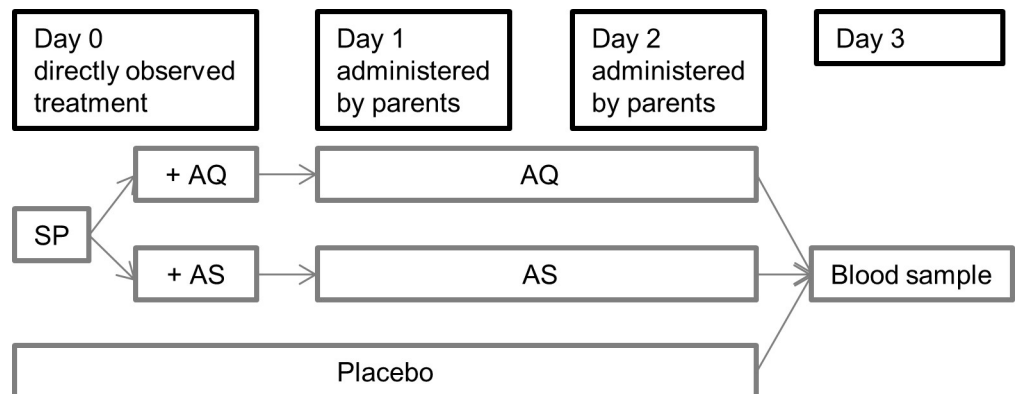 Day 0
directly observed
treatment
Day 1
administered
by parents
Day 2
administered
by parents
Day 3
+ AQ
AQ
SP
+ AS
AS
Blood sample
Placebo